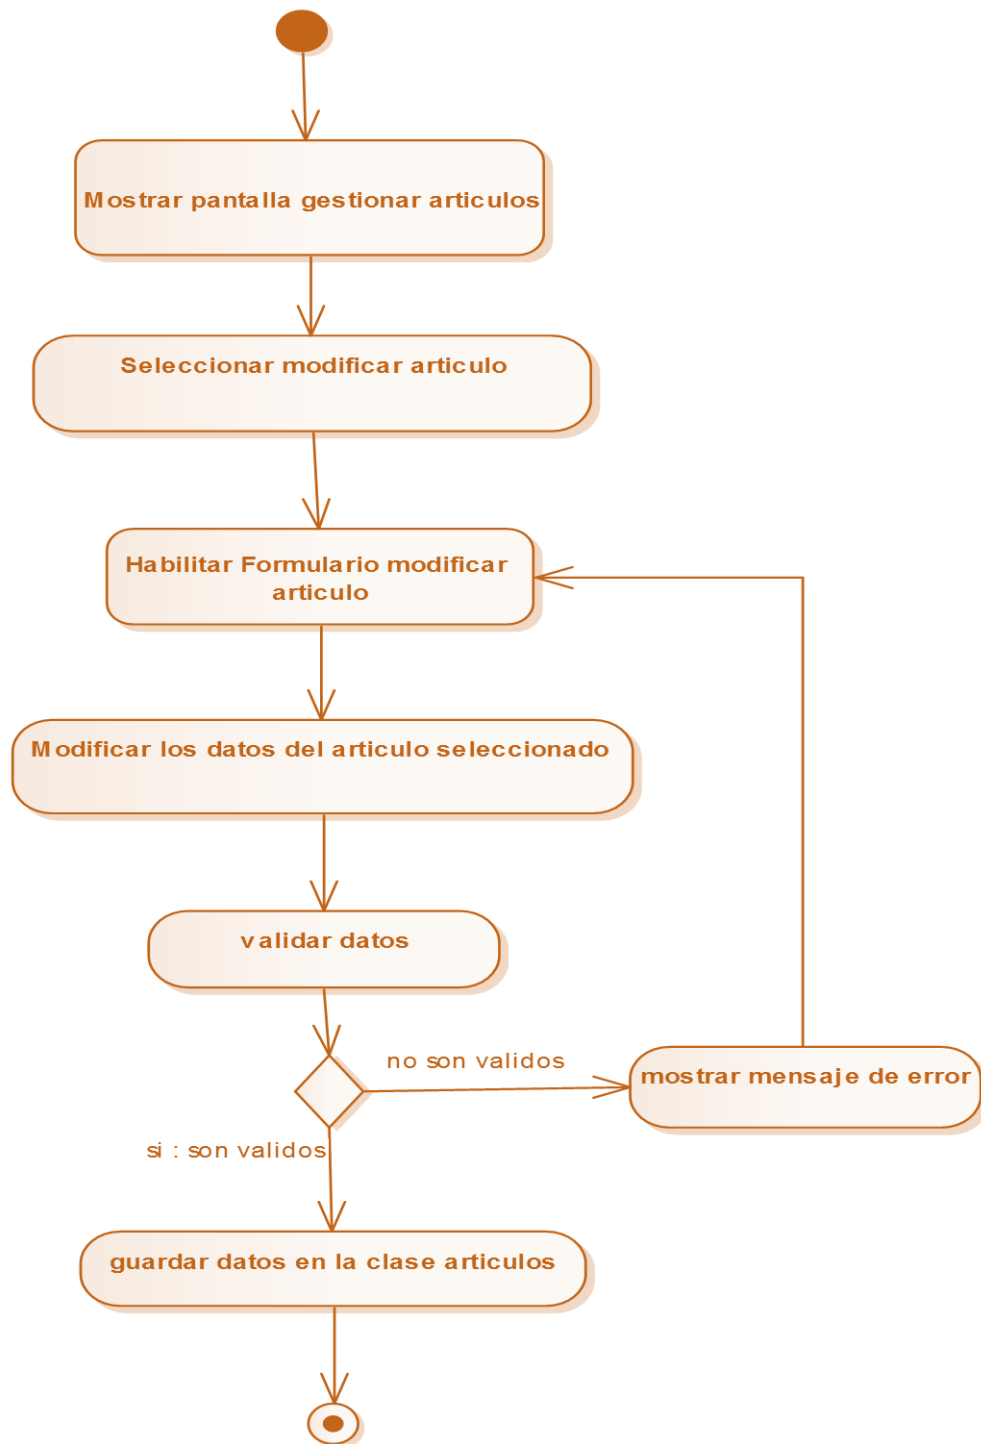 Mostrar pantalla gestionar articulos
Seleccionar modificar articulo
Habilitar Formulario modificar
articulo
Modificar los datos del articulo seleccionado
validar datos
no son validos
mostrar mensaje de error
si : son validos
guardar datos en la clase articulos